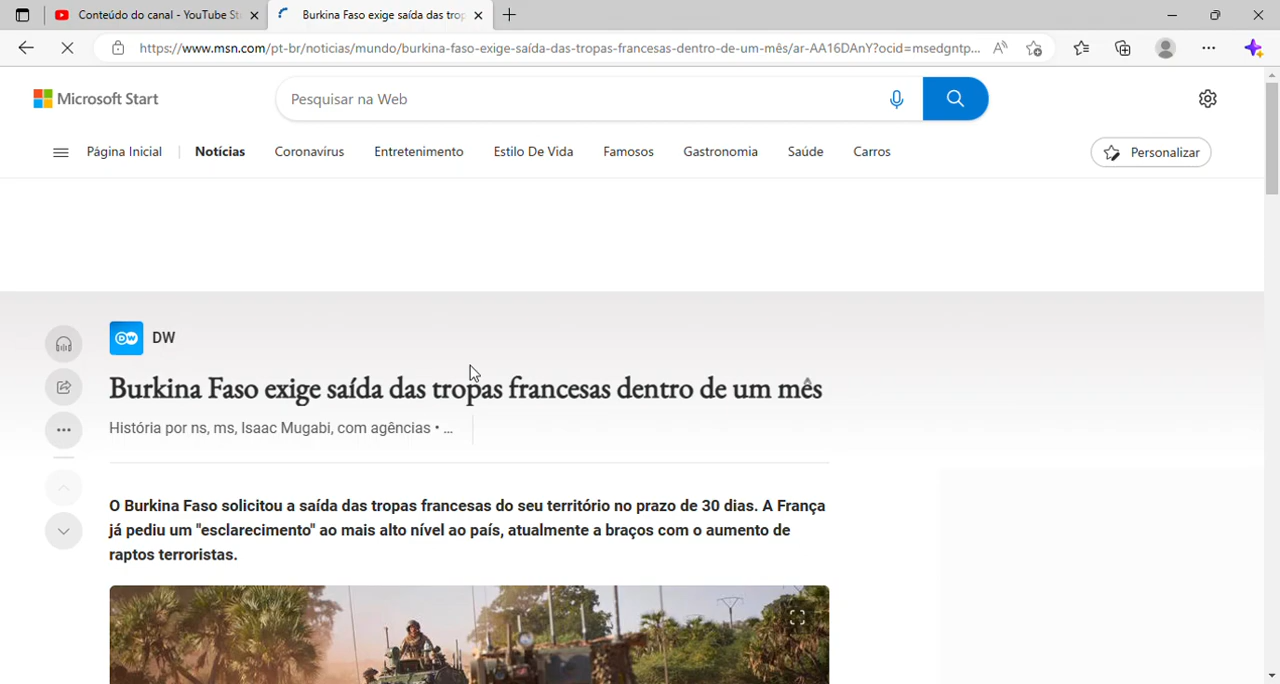 Conteúdo do canal - YouTube St
Burkina Faso exige saída das trop
https://www.msn.com/pt-br/noticias/mundo/burkina-faso-exige-saída-das-tropas-francesas-dentro-de-um-mês/ar-AA16DAnY?ocid=msedgntp...
Microsoft Start
Pesquisar na Web
Página Inicial
Notícias
Coronavírus
Entretenimento
Estilo De Vida
Famosos
Gastronomia
Saúde
Carros
Personalizar
DW
Burkina Faso exige saída das tropas francesas dentro de um mês
História por ns, ms, Isaac Mugabi, com agências • ...
O Burkina Faso solicitou a saída das tropas francesas do seu território no prazo de 30 dias. A França
já pediu um "esclarecimento" ao mais alto nível ao país, atualmente a braços com o aumento de
raptos terroristas.